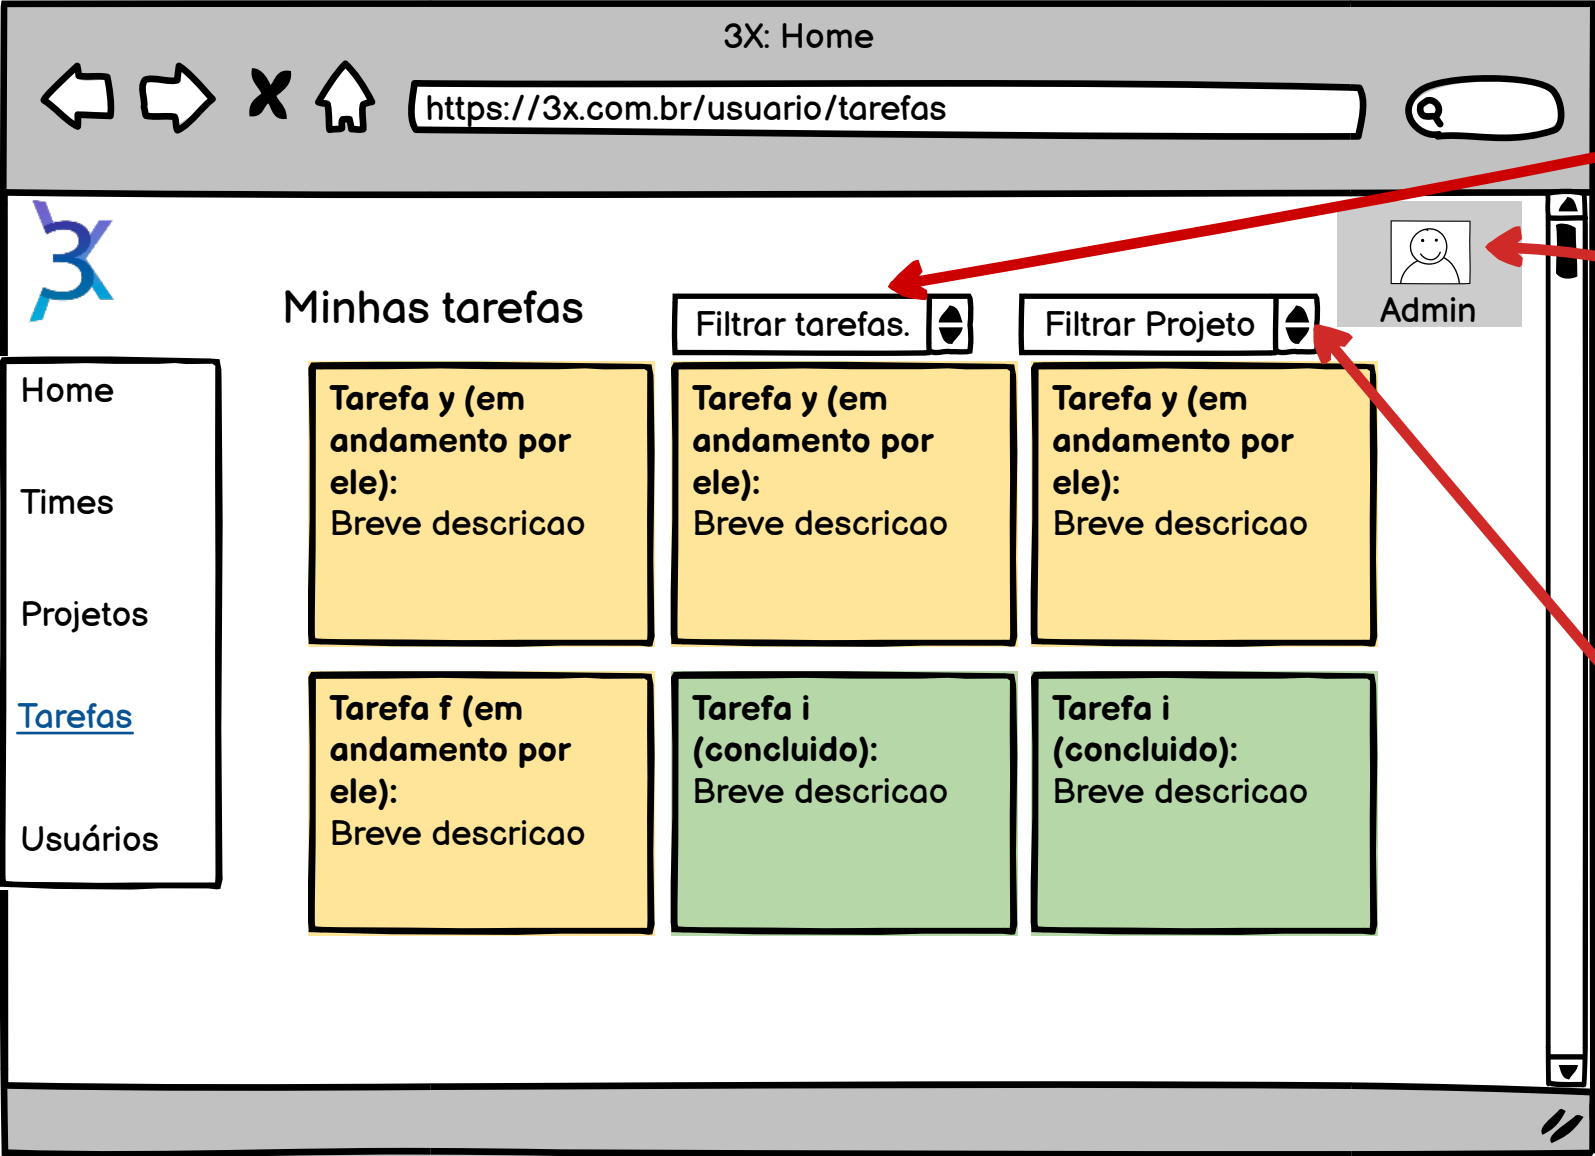 3X: Home
https://3x.com.br/usuario/tarefas
3X
Admin
Minhas tarefas
Filtrar tarefas.
Filtrar Projeto
Home
Times
Projetos
Tarefas
Usuários
Tarefa y (em
andamento por
ele):
Breve descricao
Tarefa y (em
andamento por
ele):
Breve descricao
Tarefa y (em
andamento por
ele):
Breve descricao
Tarefa f (em
andamento por
ele):
Breve descricao
Tarefa i
(concluido):
Breve descricao
Tarefa i
(concluido):
Breve descricao